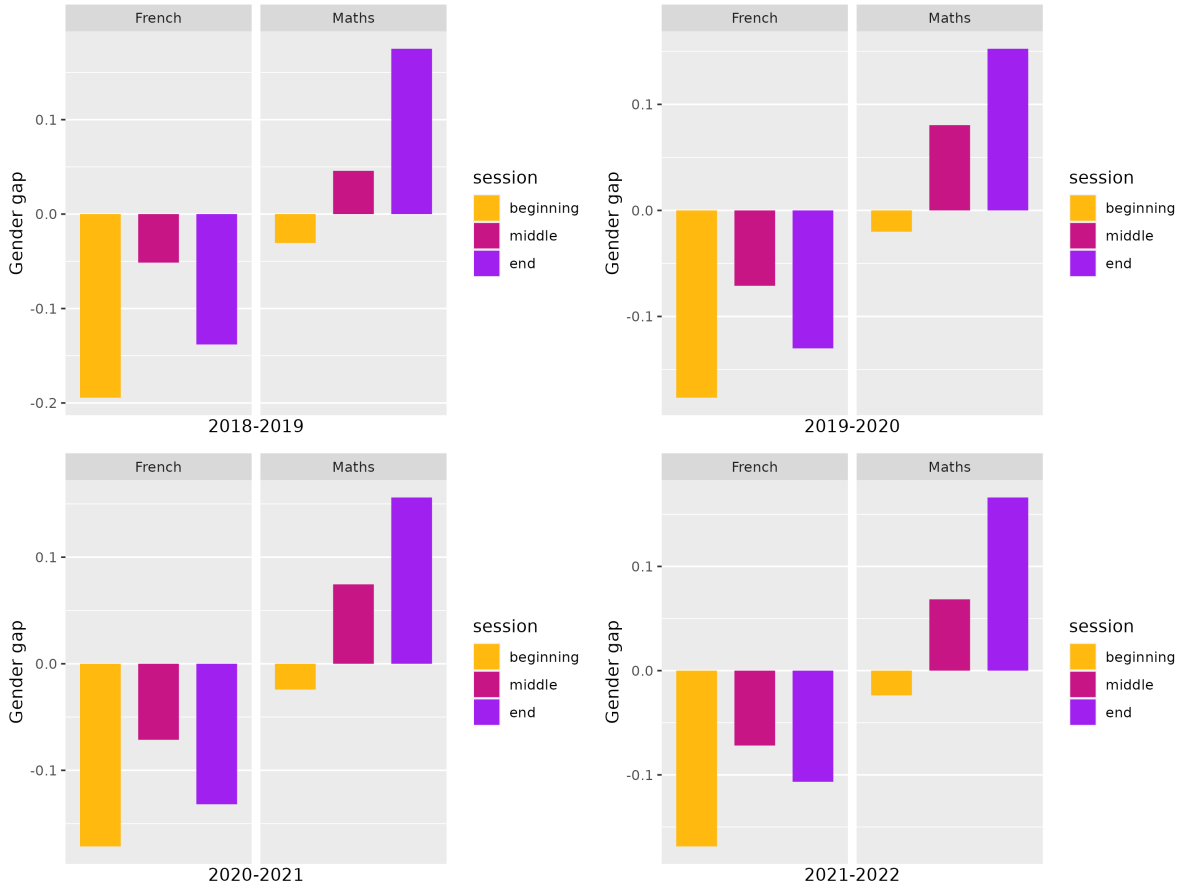 French Maths
Gender gap
0.1
0.0
-0.1
-0.2
2018-2019
session
beginning
middle
end
French Maths
Gender gap
0.1
0.0
-0.1
2019-2020
session
beginning
middle
end
French Maths
Gender gap
0.1
0.0
-0.1
2020-2021
session
beginning
middle
end
French Maths
Gender gap
0.1
0.0
-0.1
2021-2022
session
beginning
middle
end